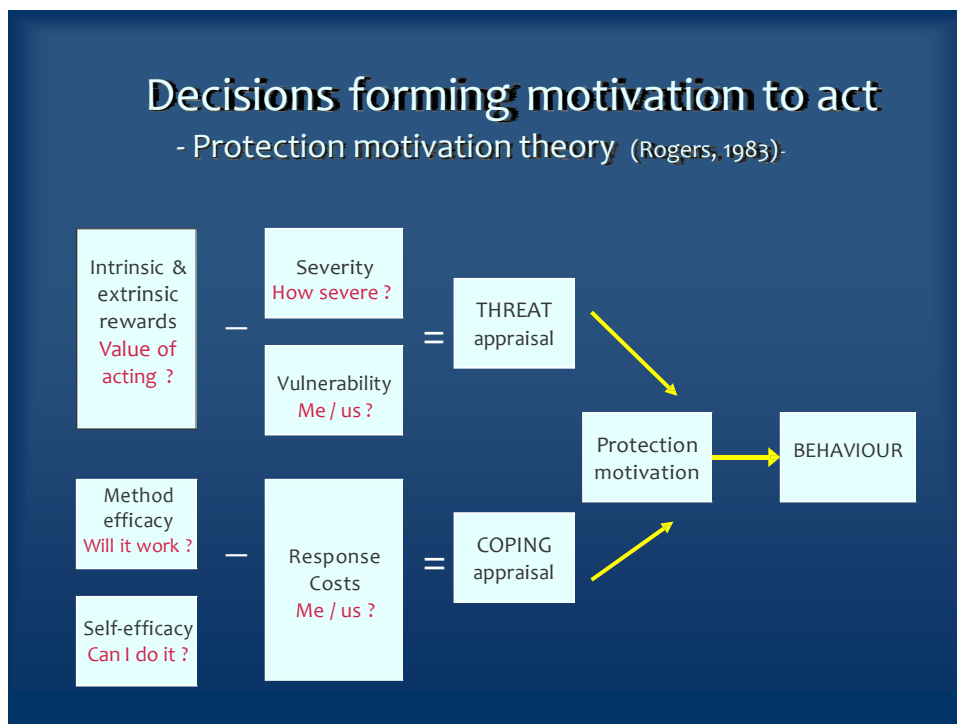 Decisions forming motivation to act
- Protection motivation theory (Rogers, 1983)-
Intrinsic &
extrinsic
rewards
Value of
acting ?
–
Severity
How severe ?
Vulnerability
Me / us ?
=
THREAT
appraisal
Protection
motivation
BEHAVIOUR
Method
efficacy
Will it work ?
Self-efficacy
Can I do it ?
–
Response
Costs
Me / us ?
=
COPING
appraisal